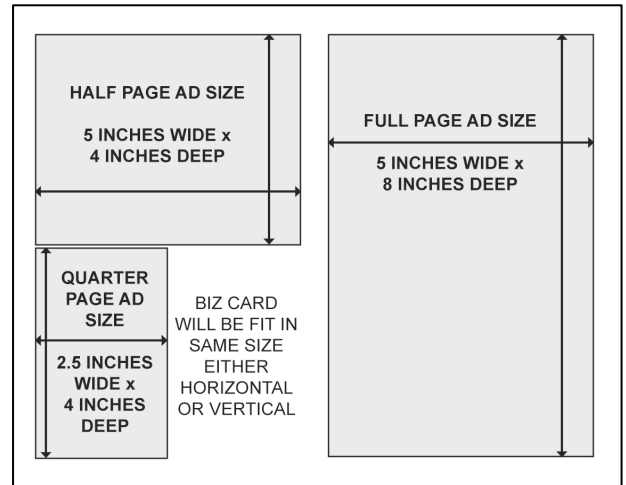 HALF PAGE AD SIZE
5 INCHES WIDE x
4 INCHES DEEP
FULL PAGE AD SIZE
5 INCHES WIDE x
8 INCHES DEEP
QUARTER
PAGE AD
SIZE
2.5 INCHES
WIDE x
4 INCHES
DEEP
BIZ CARD
WILL BE FIT IN
SAME SIZE
EITHER
HORIZONTAL
OR VERTICAL